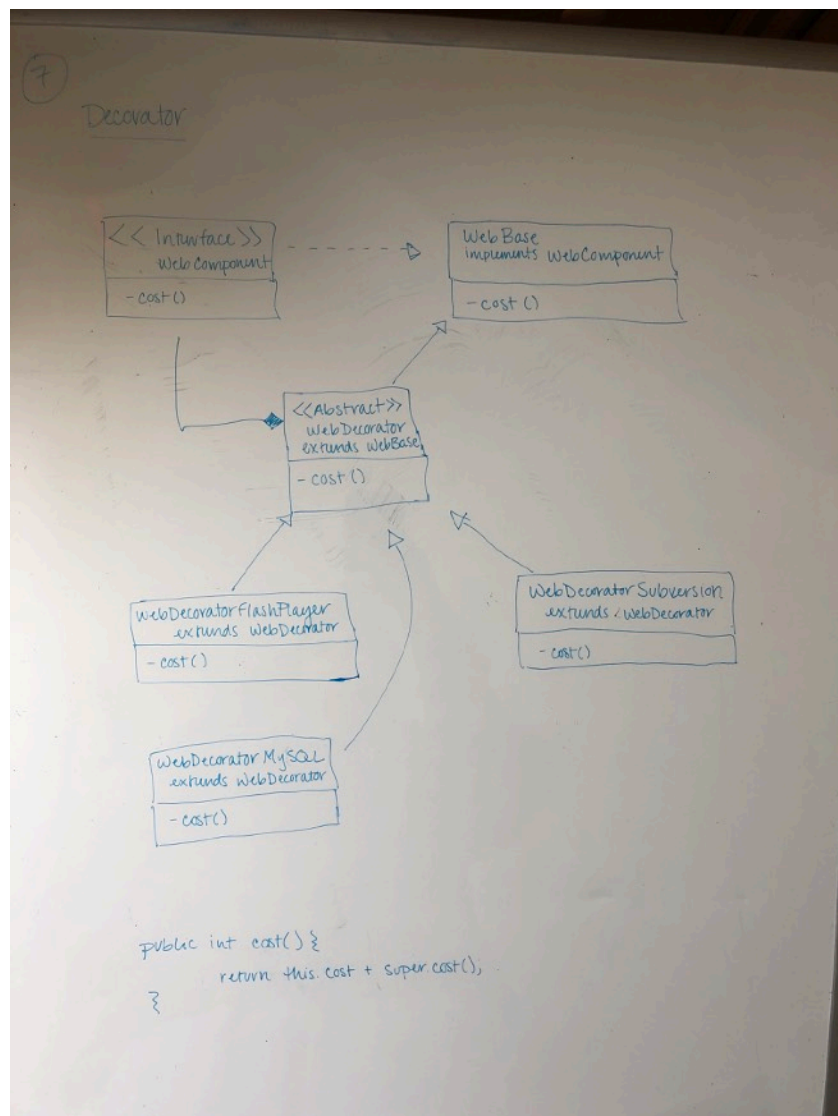 7
Decorator
<< Interface >>
WebComponent
- cost()
WebBase
implements WebComponent
- cost()
<<Abstract>>
WebDecorator
extends WebBase
- cost()
WebDecoratorFlashPlayer
extends WebDecorator
- cost()
WebDecoratorSubversion
extends WebDecorator
- cost()
WebDecoratorMySQL
extends WebDecorator
- cost()
public int cost() {
return this.cost + super.cost();
}